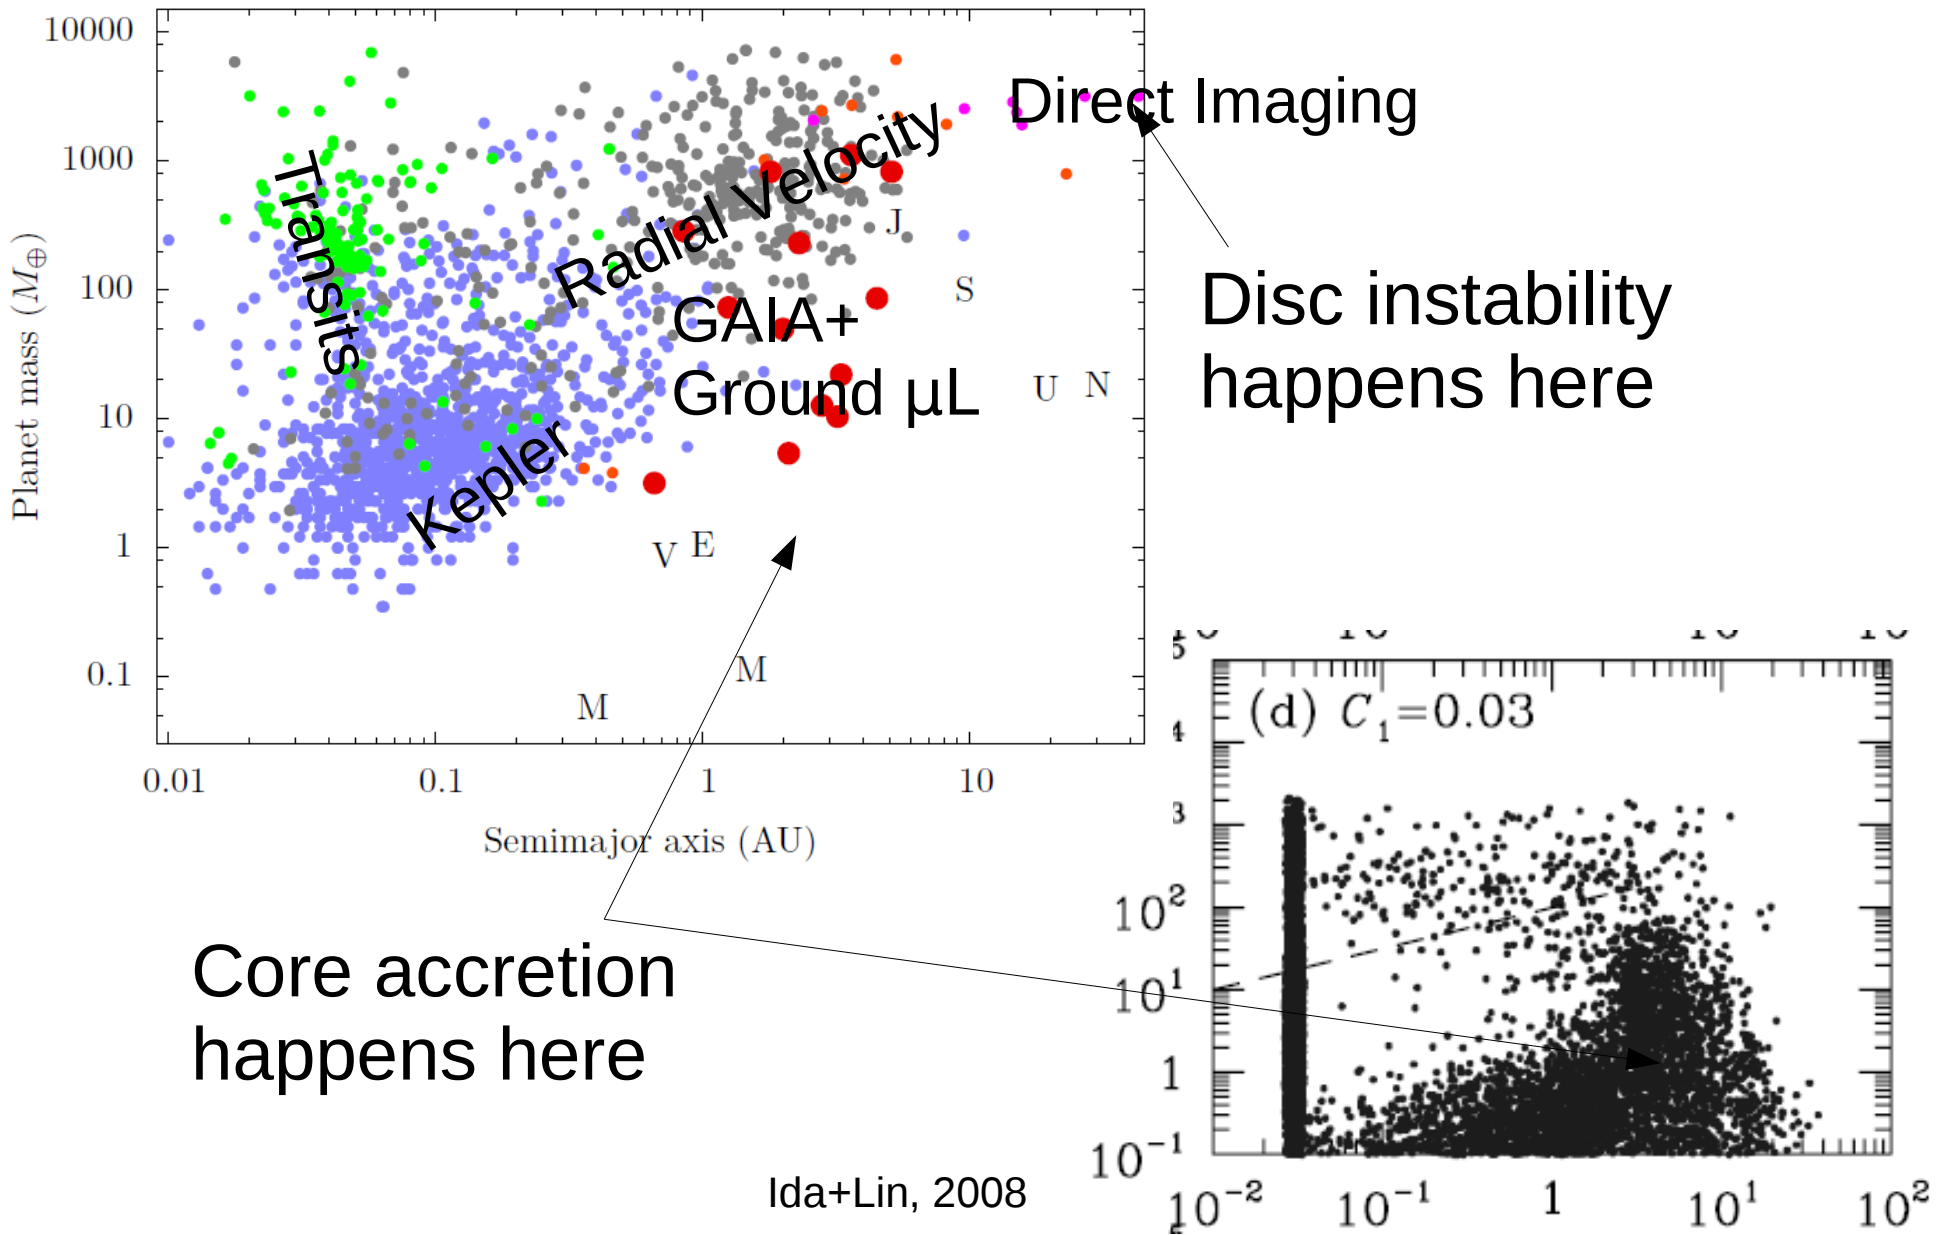 10000
1000
100
10
1
0.1
Planet mass (M⊕)
0.01 0.1 1 10
Semimajor axis (AU)
Transits
Radial Velocity
Direct Imaging
Kepler
GAIA+
Ground µL
J
S
U N
V E
M
M
Disc instability
happens here
Core accretion
happens here
Ida+Lin, 2008
(d) C₁=0.03
10²
10¹
1
10⁻¹
10⁻² 10⁻¹ 1 10¹ 10²